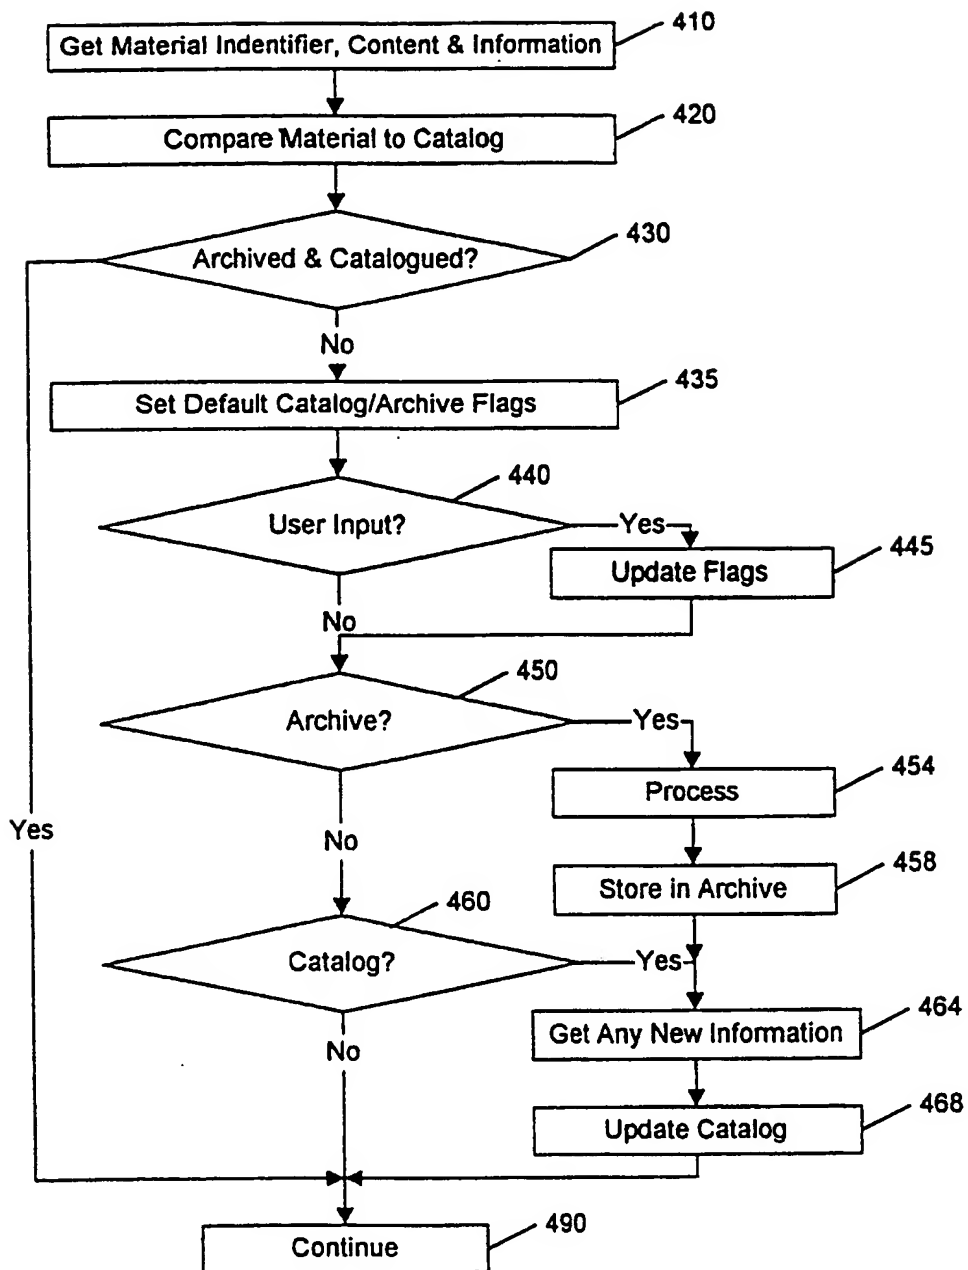 410
Get Material Indentifier, Content & Information
420
Compare Material to Catalog
430
Archived & Catalogued?
No
435
Set Default Catalog/Archive Flags
440
User Input?
Yes
445
Update Flags
No
450
Archive?
Yes
454
Process
Yes
No
458
Store in Archive
460
Catalog?
Yes
464
Get Any New Information
No
468
Update Catalog
490
Continue